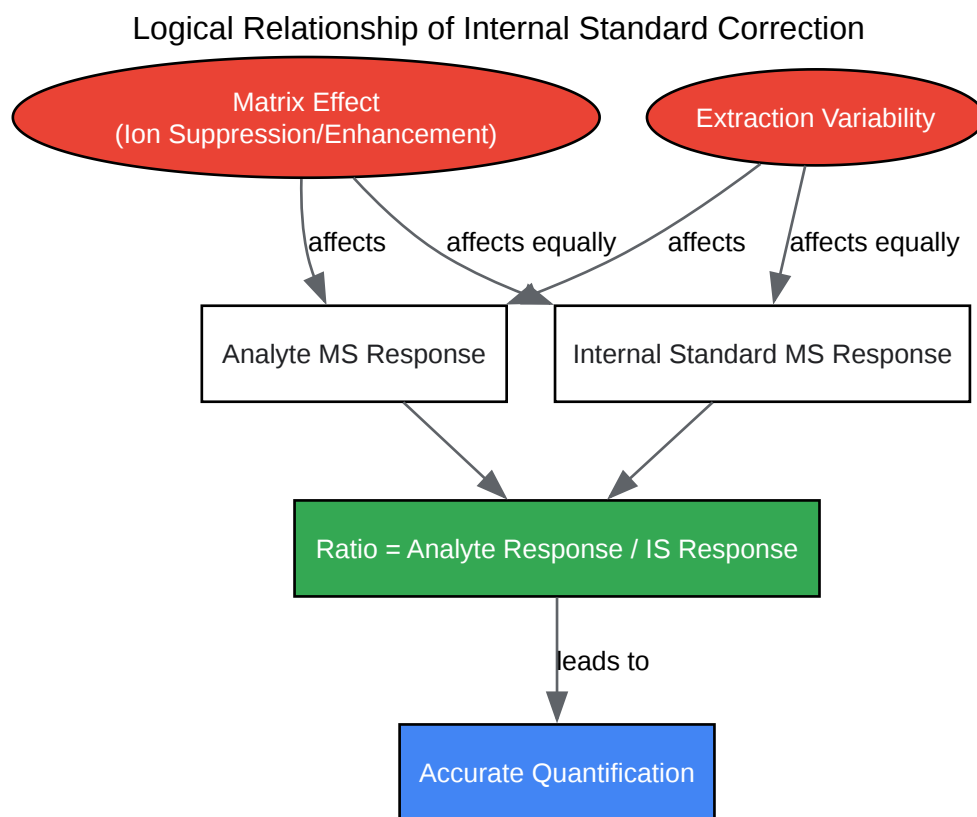 Logical Relationship of Internal Standard Correction
Matrix Effect
(Ion Suppression/Enhancement)
Extraction Variability
affects
affects equally
affects
affects equally
Analyte MS Response
Internal Standard MS Response
Ratio = Analyte Response / IS Response
leads to
Accurate Quantification